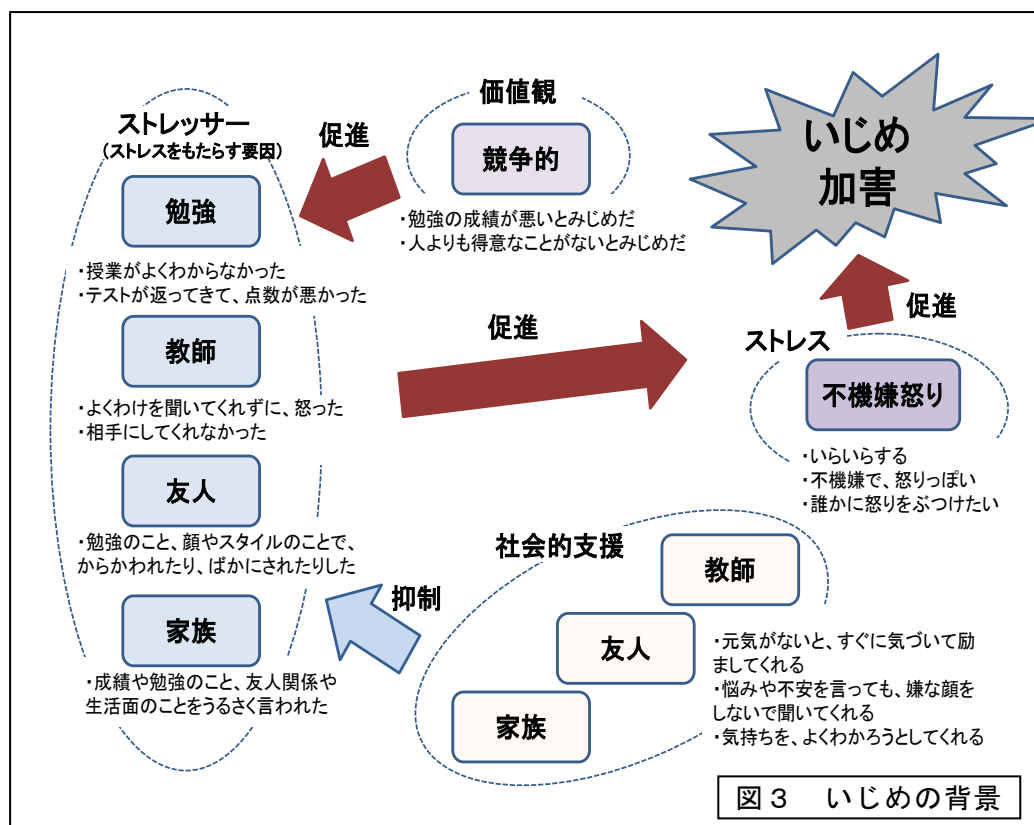 ストレッサー
（ストレスをもたらす要因）
勉強
・授業がよくわからなかった
・テストが返ってきて、点数が悪かった
教師
・よくわけを聞いてくれずに、怒った
・相手にしてくれなかった
友人
・勉強のこと、顔やスタイルのことで、
からかわれたり、ばかにされたりした
家族
・成績や勉強のこと、友人関係や
生活面のことをうるさく言われた
促進
価値観
競争的
・勉強の成績が悪いとみじめだ
・人よりも得意なことがないとみじめだ
促進
いじめ
加害
促進
ストレス
不機嫌怒り
・いらいらする
・不機嫌で、怒りっぽい
・誰かに怒りをぶつけたい
抑制
社会的支援
教師
友人
家族
・元気がないと、すぐに気づいて励
ましてくれる
・悩みや不安を言っても、嫌な顔を
しないで聞いてくれる
・気持ちを、よくわかろうとしてくれる
図３　いじめの背景